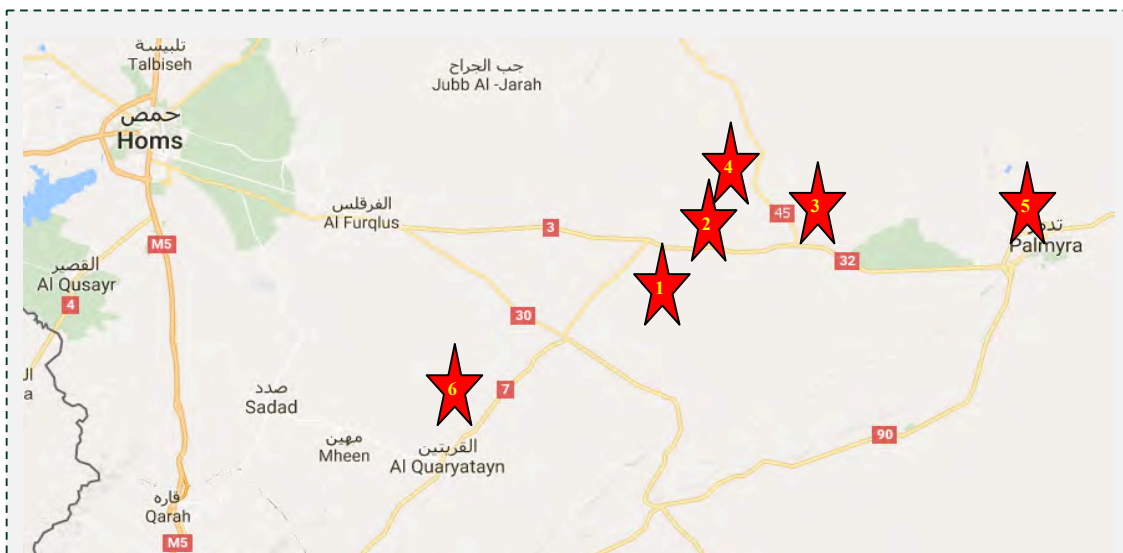 تلبيسة
Talbiseh
جب الجراح
Jubb Al -Jarah
حمص
Homs
4
الفرقلس
Al Furqlus
45
3
5
2
3
تدمر
Palmyra
M5
32
القصير
Al Qusayr
4
1
30
صدد
Sadad
6
7
مهين
Mheen
القريتين
Al Quaryatayn
90
قارة
Qarah
M5